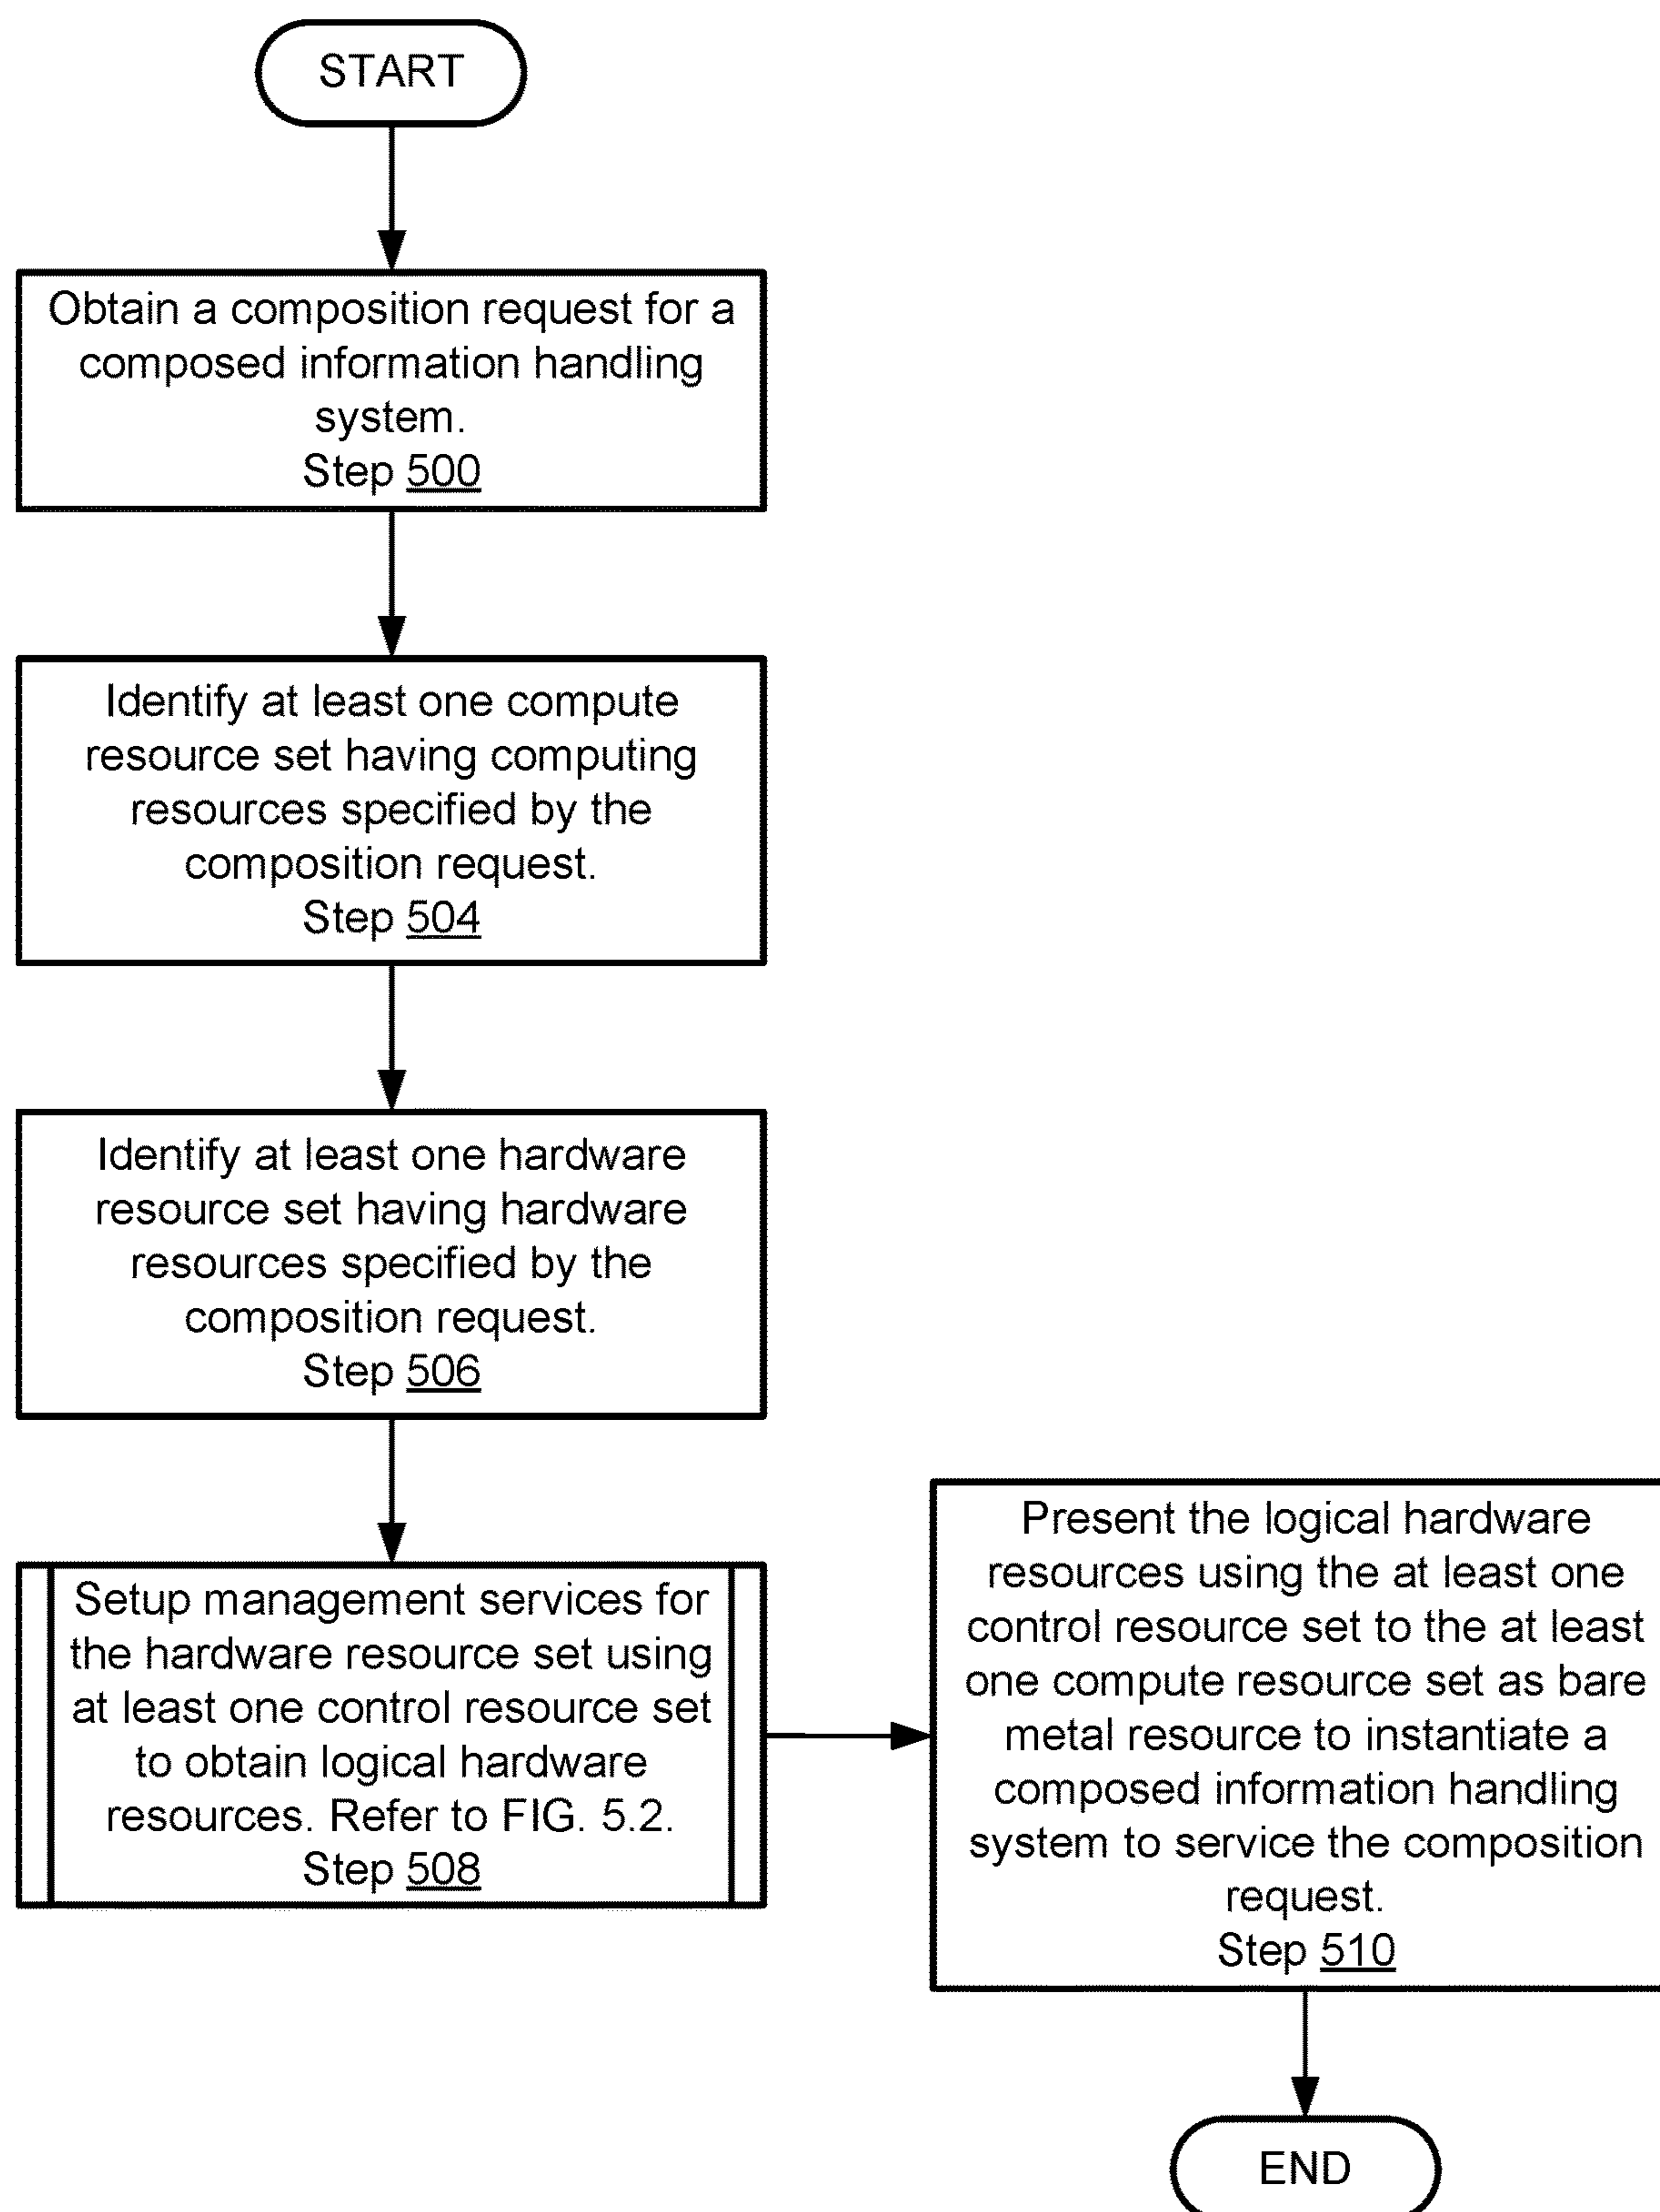 START
Obtain a composition request for a
composed information handling
system.
Step 500
Identify at least one compute
resource set having computing
resources specified by the
composition request.
Step 504
Identify at least one hardware
resource set having hardware
resources specified by the
composition request.
Step 506
Setup management services for
the hardware resource set using
at least one control resource set
to obtain logical hardware
resources. Refer to FIG. 5.2.
Step 508
Present the logical hardware
resources using the at least one
control resource set to the at least
one compute resource set as bare
metal resource to instantiate a
composed information handling
system to service the composition
request.
Step 510
END